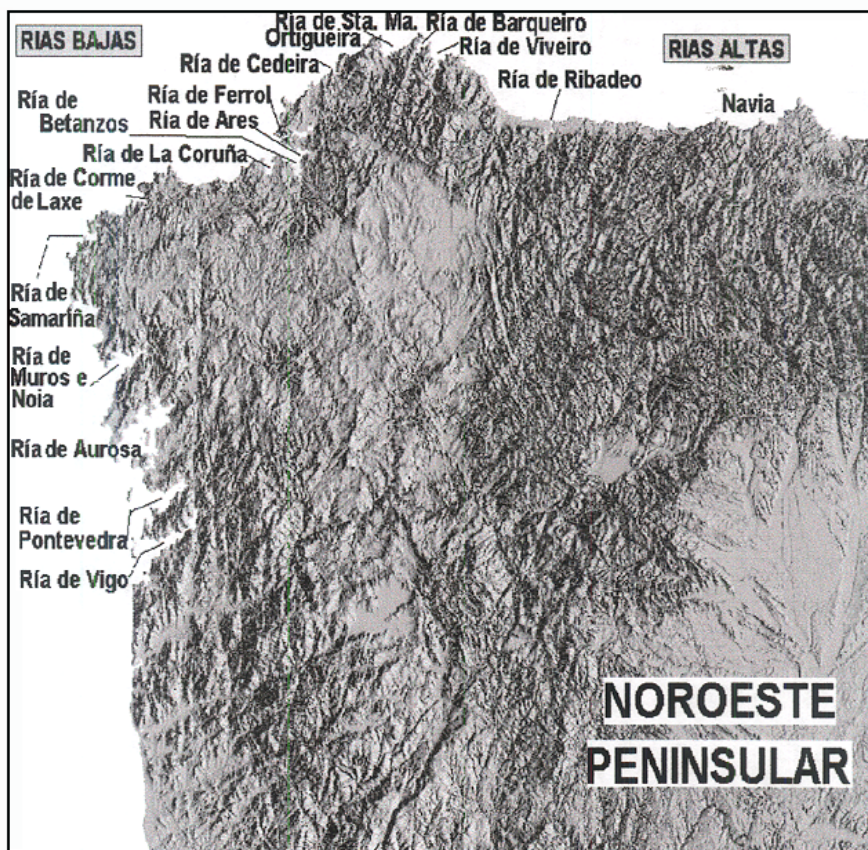 RIAS BAJAS
Ría de Sta. Ma.
Ortigueira
Ría de Barqueiro
Ría de Viveiro
RIAS ALTAS
Ría de Cedeira
Ría de Ribadeo
Ría de Ferrol
Navia
Ría de
Betanzos
Ría de Ares
Ría de La Coruña
Ría de Corme
de Laxe
Ría de
Samariña
Ría de
Muros e
Noia
Ría de Aurosa
Ría de
Pontevedra
Ría de Vigo
NOROESTE
PENINSULAR